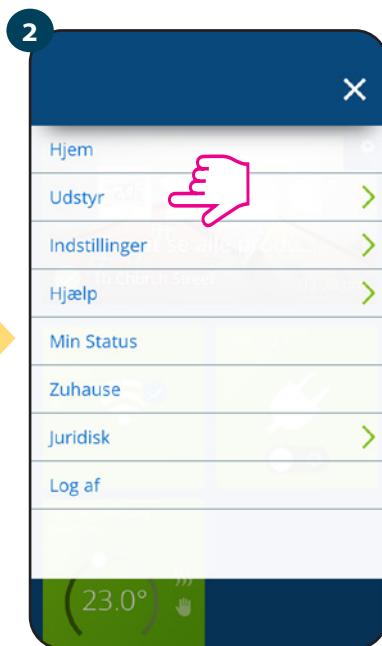 2
Hjem
Udstyr
Indstillinger
Hjælp
Min Status
Zuhause
Juridisk
Log af
23.0°